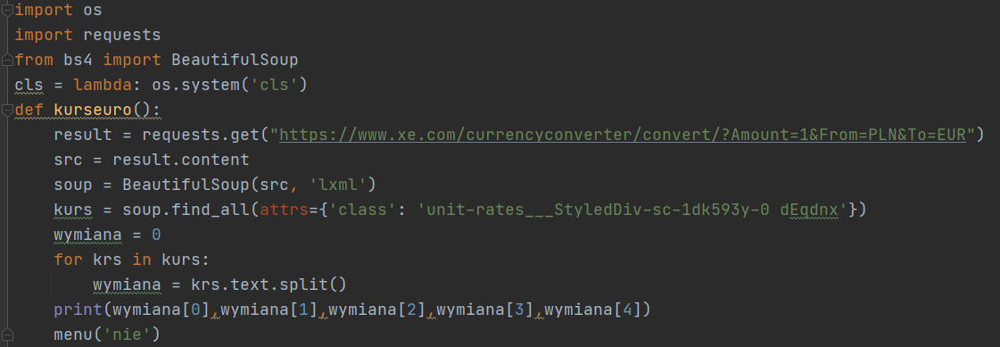 import os
import requests
from bs4 import BeautifulSoup
cls = lambda: os.system('cls')
def kurseuro():
    result = requests.get("https://www.xe.com/currencyconverter/convert/?Amount=1&From=PLN&To=EUR")
    src = result.content
    soup = BeautifulSoup(src, 'lxml')
    kurs = soup.find_all(attrs={'class': 'unit-rates___StyledDiv-sc-1dk593y-0 dEqdnx'})
    wymiana = 0
    for krs in kurs:
        wymiana = krs.text.split()
    print(wymiana[0],wymiana[1],wymiana[2],wymiana[3],wymiana[4])
    menu('nie')